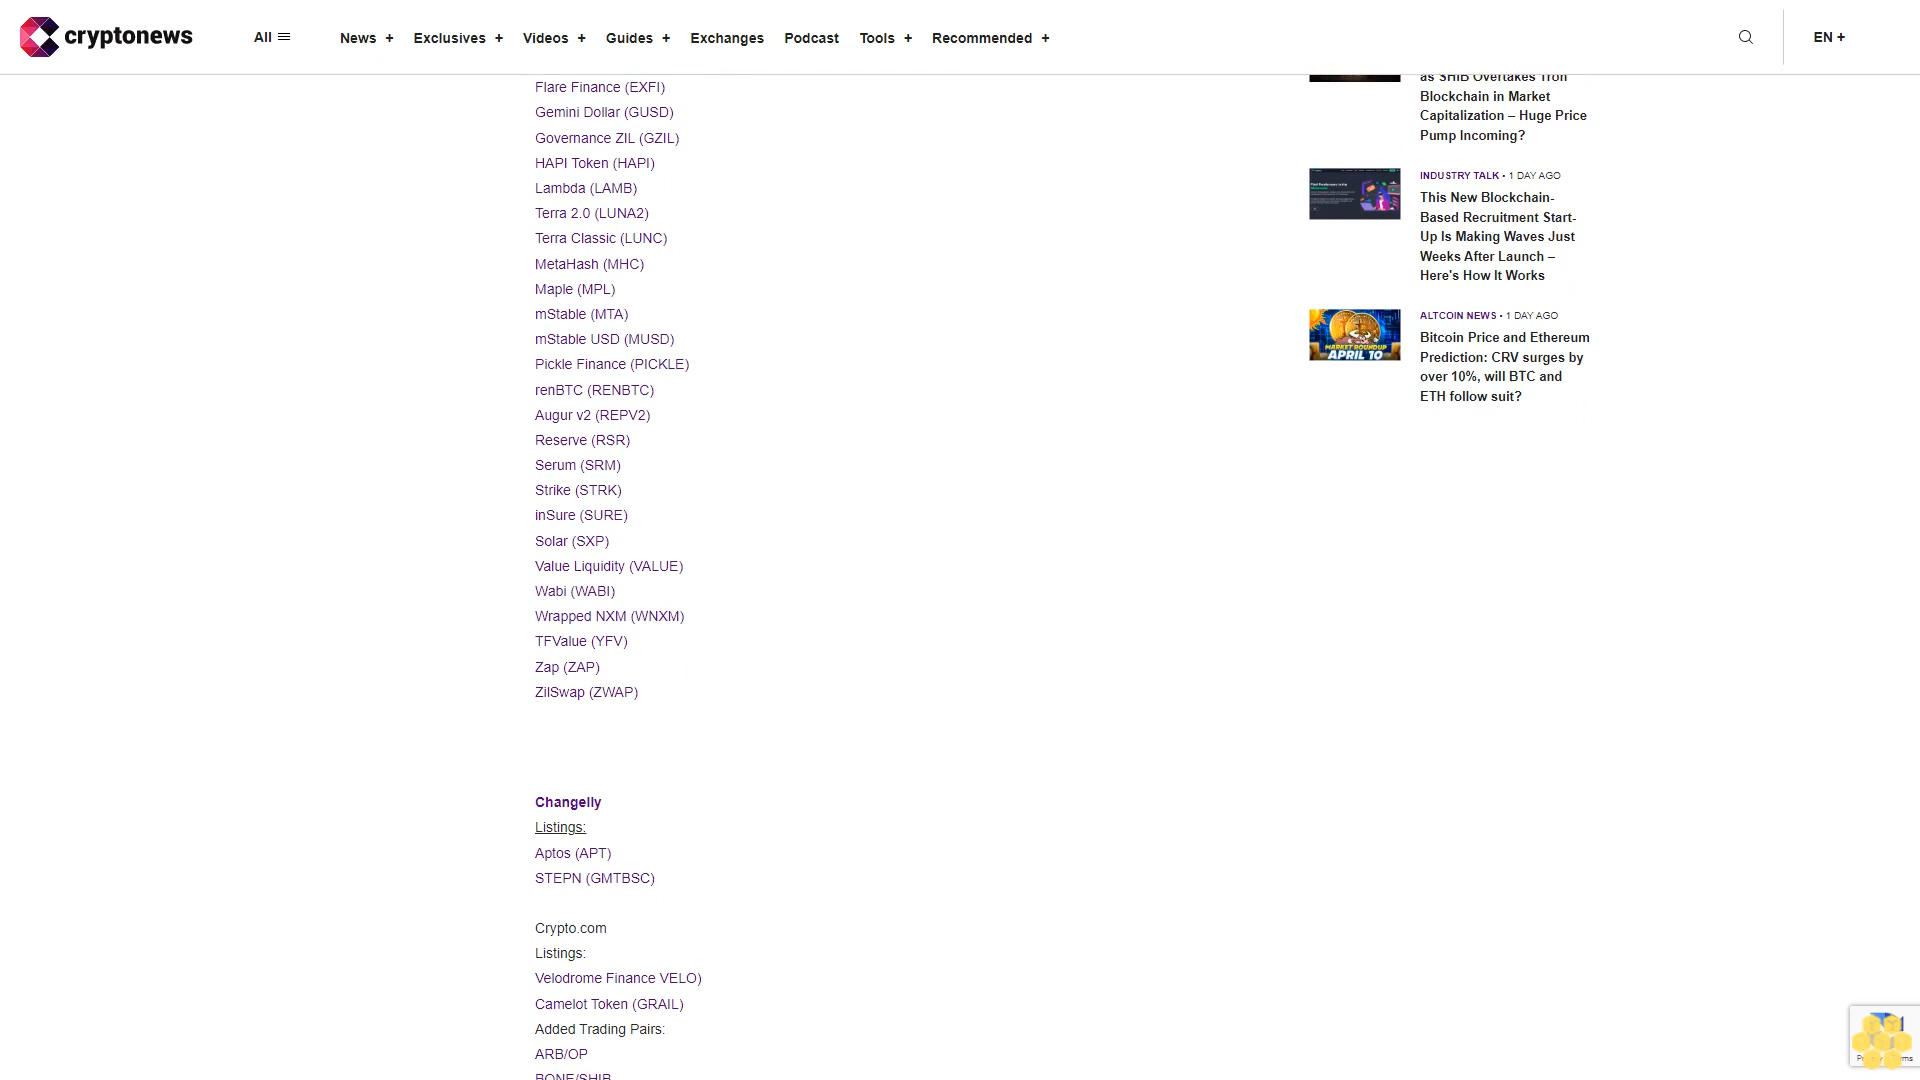 cryptonews
All
News +
Exclusives +
Videos +
Guides +
Exchanges
Podcast
Tools +
Recommended +
EN +
Flare Finance (EXFI)
Gemini Dollar (GUSD)
Governance ZIL (GZIL)
HAPI Token (HAPI)
Lambda (LAMB)
Terra 2.0 (LUNA2)
Terra Classic (LUNC)
MetaHash (MHC)
Maple (MPL)
mStable (MTA)
mStable USD (MUSD)
Pickle Finance (PICKLE)
renBTC (RENBTC)
Augur v2 (REPV2)
Reserve (RSR)
Serum (SRM)
Strike (STRK)
inSure (SURE)
Solar (SXP)
Value Liquidity (VALUE)
Wabi (WABI)
Wrapped NXM (WNXM)
TFValue (YFV)
Zap (ZAP)
ZilSwap (ZWAP)
Changelly
Listings:
Aptos (APT)
STEPN (GMTBSC)
Crypto.com
Listings:
Velodrome Finance VELO)
Camelot Token (GRAIL)
Added Trading Pairs:
ARB/OP
BONE/SHIB
as SHIB Overtakes Tron
Blockchain in Market
Capitalization – Huge Price
Pump Incoming?
INDUSTRY TALK • 1 DAY AGO
This New Blockchain-
Based Recruitment Start-
Up Is Making Waves Just
Weeks After Launch –
Here's How It Works
MARKET ROUNDUP
APRIL 10
ALTCOIN NEWS • 1 DAY AGO
Bitcoin Price and Ethereum
Prediction: CRV surges by
over 10%, will BTC and
ETH follow suit?